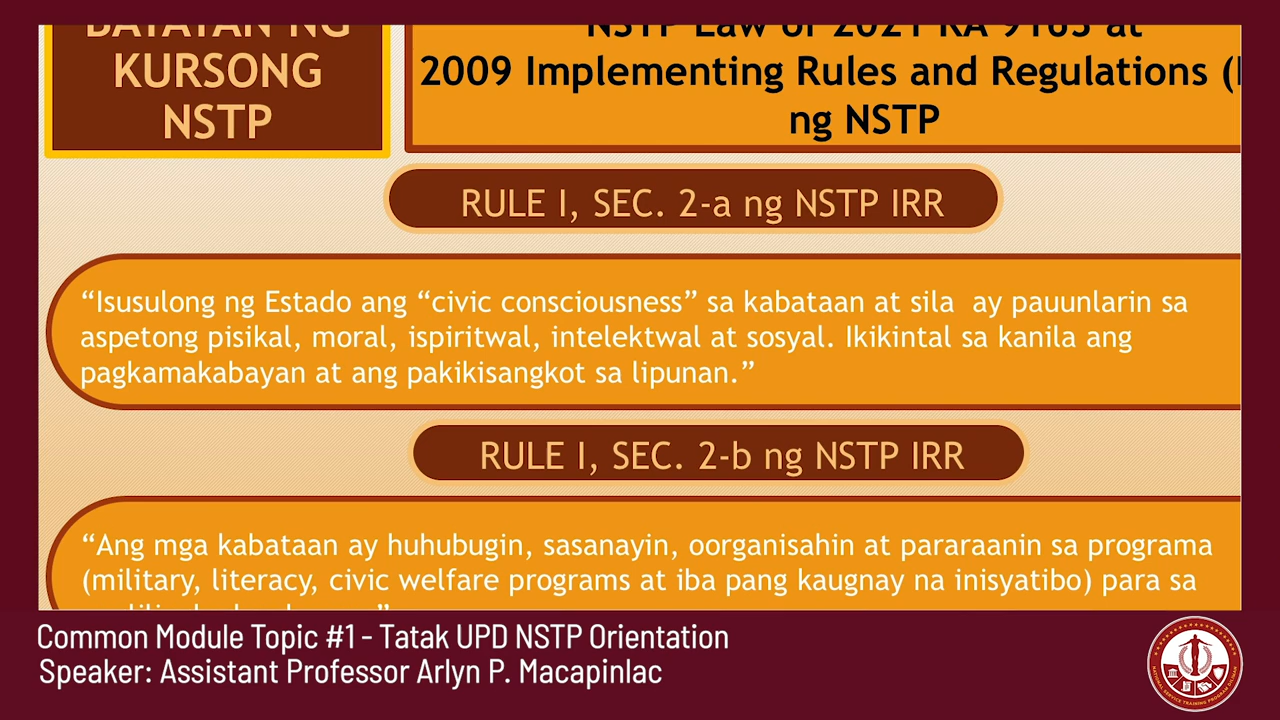 BATAYAN NG
KURSONG
NSTP
NSTP Law of 2021 RA 9163 at
2009 Implementing Rules and Regulations (
ng NSTP
RULE I, SEC. 2-a ng NSTP IRR
“Isusulong ng Estado ang “civic consciousness” sa kabataan at sila ay pauunlarin sa
aspetong pisikal, moral, ispiritwal, intelektwal at sosyal. Ikikintal sa kanila ang
pagkamakabayan at ang pakikisangkot sa lipunan.”
RULE I, SEC. 2-b ng NSTP IRR
“Ang mga kabataan ay huhubugin, sasanayin, oorganisahin at pararaanin sa programa
(military, literacy, civic welfare programs at iba pang kaugnay na inisyatibo) para sa
Common Module Topic #1 - Tatak UPD NSTP Orientation
Speaker: Assistant Professor Arlyn P. Macapinlac
NATIONAL SERVICE TRAINING PROGRAM DILIMAN